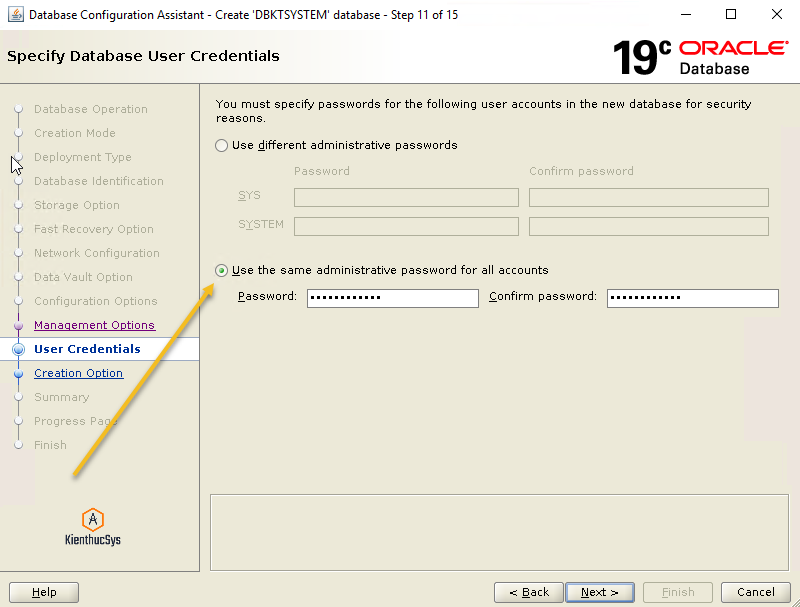 Database Configuration Assistant - Create 'DBKTSYSTEM' database - Step 11 of 15
Specify Database User Credentials
19c ORACLE
Database
Database Operation
Creation Mode
Deployment Type
Database Identification
Storage Option
Fast Recovery Option
Network Configuration
Data Vault Option
Configuration Options
Management Options
User Credentials
Creation Option
Summary
Progress Page
Finish
KienthucSys
You must specify passwords for the following user accounts in the new database for security
reasons.
Use different administrative passwords
Password Confirm password
SYS
SYSTEM
Use the same administrative password for all accounts
Password: •••••••••••• Confirm password: ••••••••••••
Help < Back Next > Finish Cancel